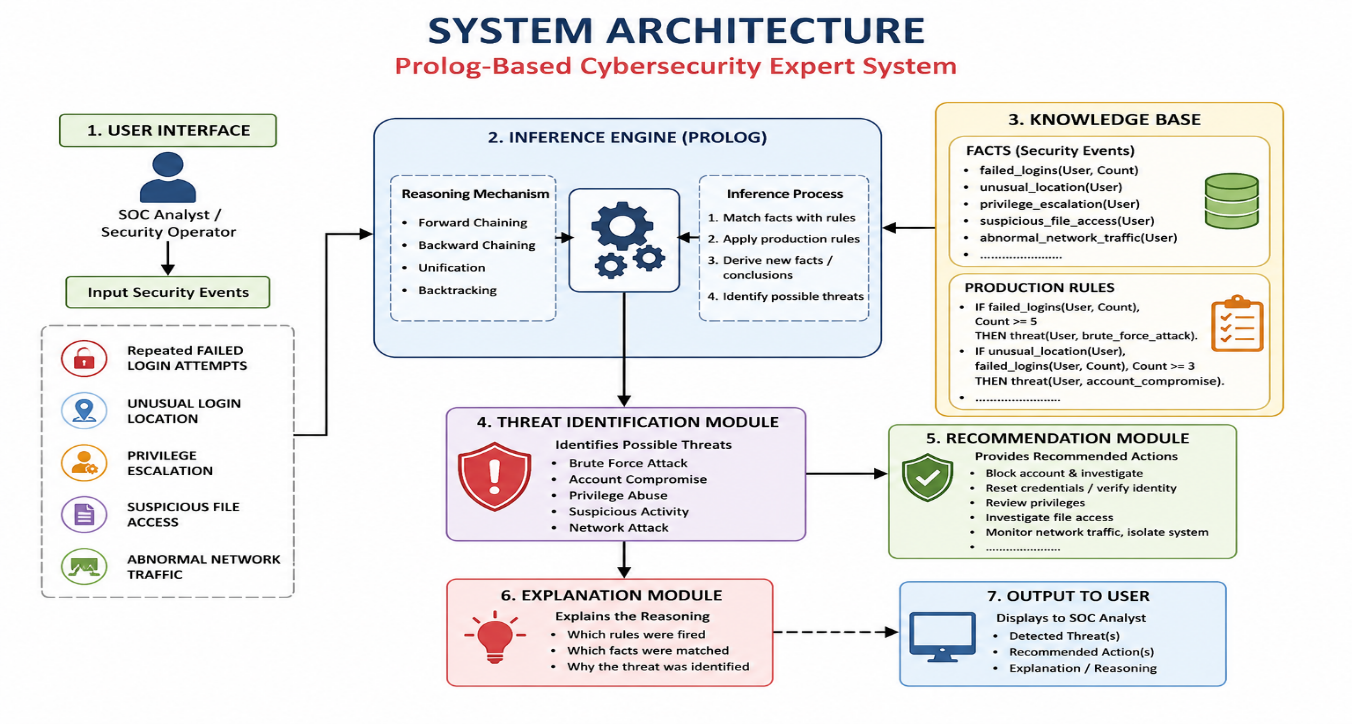 SYSTEM ARCHITECTURE
Prolog-Based Cybersecurity Expert System
1. USER INTERFACE
SOC Analyst /
Security Operator
Input Security Events
Repeated FAILED
LOGIN ATTEMPTS
UNUSUAL LOGIN
LOCATION
PRIVILEGE
ESCALATION
SUSPICIOUS FILE
ACCESS
ABNORMAL NETWORK
TRAFFIC
2. INFERENCE ENGINE (PROLOG)
Reasoning Mechanism
• Forward Chaining
• Backward Chaining
• Unification
• Backtracking
Inference Process
1. Match facts with rules
2. Apply production rules
3. Derive new facts /
conclusions
4. Identify possible threats
3. KNOWLEDGE BASE
FACTS (Security Events)
• failed_logins(User, Count)
• unusual_location(User)
• privilege_escalation(User)
• suspicious_file_access(User)
• abnormal_network_traffic(User)
• ........................
PRODUCTION RULES
• IF failed_logins(User, Count),
Count >= 5
THEN threat(User, brute_force_attack).
• IF unusual_location(User),
failed_logins(User, Count), Count >= 3
THEN threat(User, account_compromise).
• ........................
4. THREAT IDENTIFICATION MODULE
Identifies Possible Threats
• Brute Force Attack
• Account Compromise
• Privilege Abuse
• Suspicious Activity
• Network Attack
5. RECOMMENDATION MODULE
Provides Recommended Actions
• Block account & investigate
• Reset credentials / verify identity
• Review privileges
• Investigate file access
• Monitor network traffic, isolate system
• ........................
6. EXPLANATION MODULE
Explains the Reasoning
• Which rules were fired
• Which facts were matched
• Why the threat was identified
7. OUTPUT TO USER
Displays to SOC Analyst
• Detected Threat(s)
• Recommended Action(s)
• Explanation / Reasoning